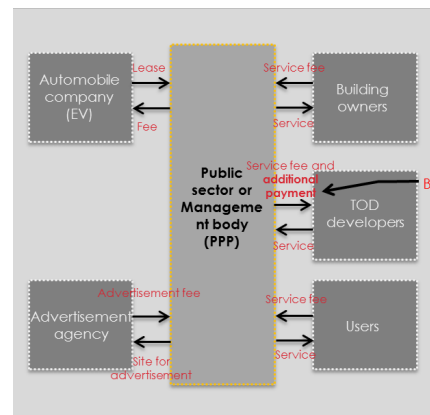 Lease
Automobile
company
(EV)
Fee
Service fee
Building
owners
Service
Public
sector or
Manageme
nt body
(PPP)
Service fee and
additional
payment
TOD
developers
Service
B
Advertisement fee
Advertisement
agency
Site for
advertisement
Service fee
Users
Service